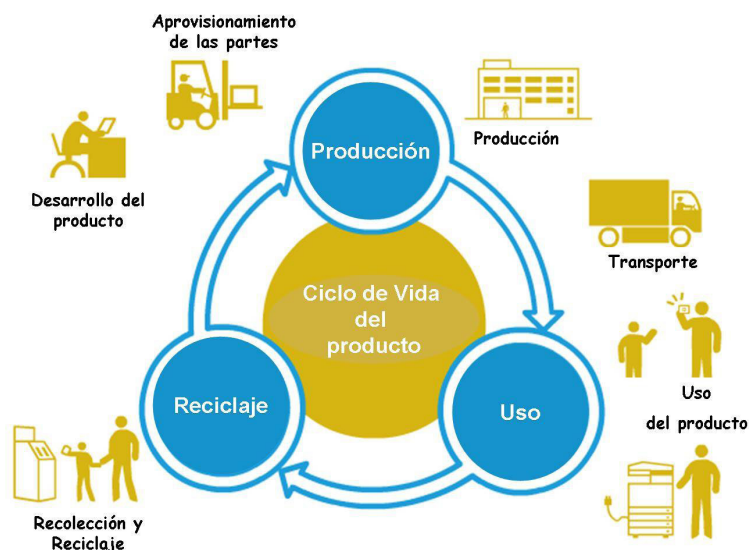 Aprovisionamiento
de las partes
Producción
Producción
Desarrollo del
producto
Transporte
Ciclo de Vida
del
producto
Reciclaje
Uso
Uso
del producto
Recolección y
Reciclaje